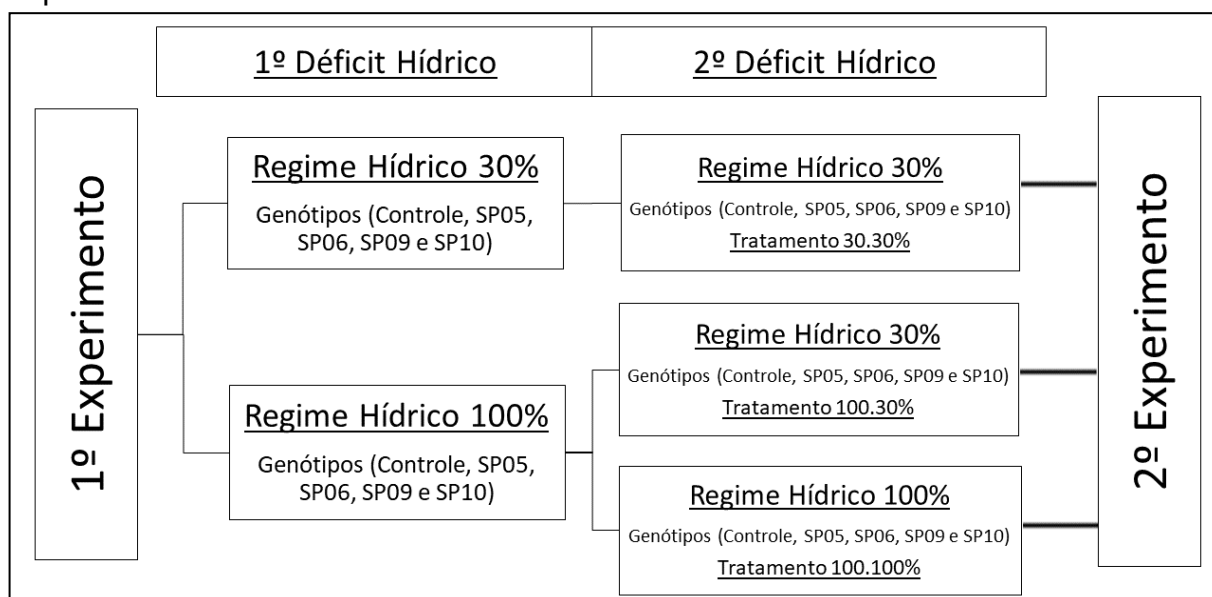 1º Déficit Hídrico
2º Déficit Hídrico
1º Experimento
Regime Hídrico 30%
Genótipos (Controle, SP05,
SP06, SP09 e SP10)
Regime Hídrico 100%
Genótipos (Controle, SP05,
SP06, SP09 e SP10)
Regime Hídrico 30%
Genótipos (Controle, SP05, SP06, SP09 e SP10)
Tratamento 30.30%
Regime Hídrico 30%
Genótipos (Controle, SP05, SP06, SP09 e SP10)
Tratamento 100.30%
Regime Hídrico 100%
Genótipos (Controle, SP05, SP06, SP09 e SP10)
Tratamento 100.100%
2º Experimento